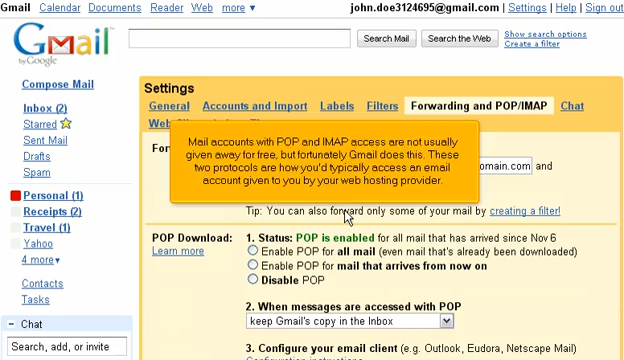 Gmail Calendar Documents Reader Web more ▾ john.doe3124695@gmail.com | Settings | Help | Sign out
Gmail
by Google
Search Mail
Search the Web
Show search options
Create a filter
Compose Mail
Inbox (2)
Starred
Sent Mail
Drafts
Spam
Personal (1)
Receipts (2)
Travel (1)
Yahoo
4 more ▾
Contacts
Tasks
− Chat
Search, add, or invite
Settings
General Accounts and Import Labels Filters Forwarding and POP/IMAP Chat
Mail accounts with POP and IMAP access are not usually
given away for free, but fortunately Gmail does this. These
two protocols are how you'd typically access an email
account given to you by your web hosting provider.
omain.com and
Tip: You can also forward only some of your mail by creating a filter!
POP Download:
Learn more
1. Status: POP is enabled for all mail that has arrived since Nov 6
Enable POP for all mail (even mail that's already been downloaded)
Enable POP for mail that arrives from now on
Disable POP
2. When messages are accessed with POP
keep Gmail's copy in the Inbox
3. Configure your email client (e.g. Outlook, Eudora, Netscape Mail)